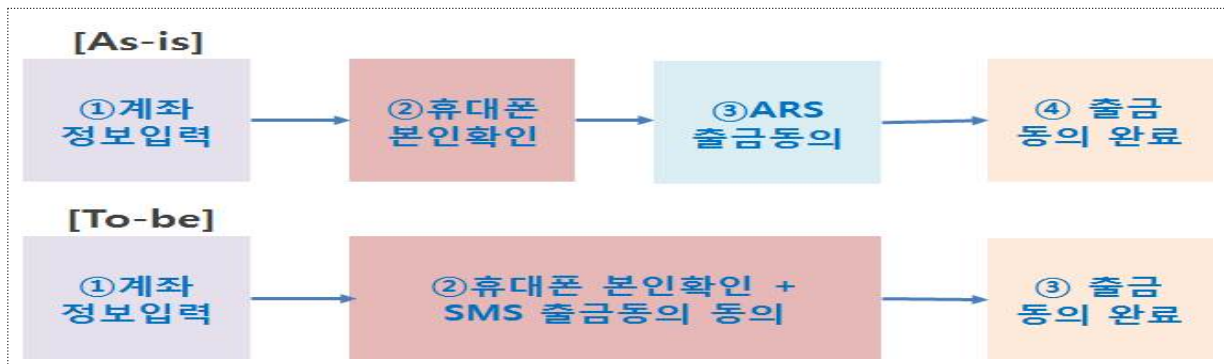 [As-is]
①계좌
정보입력
②휴대폰
본인확인
③ARS
출금동의
④ 출금
동의 완료
[To-be]
①계좌
정보입력
②휴대폰 본인확인 +
SMS 출금동의 동의
③ 출금
동의 완료